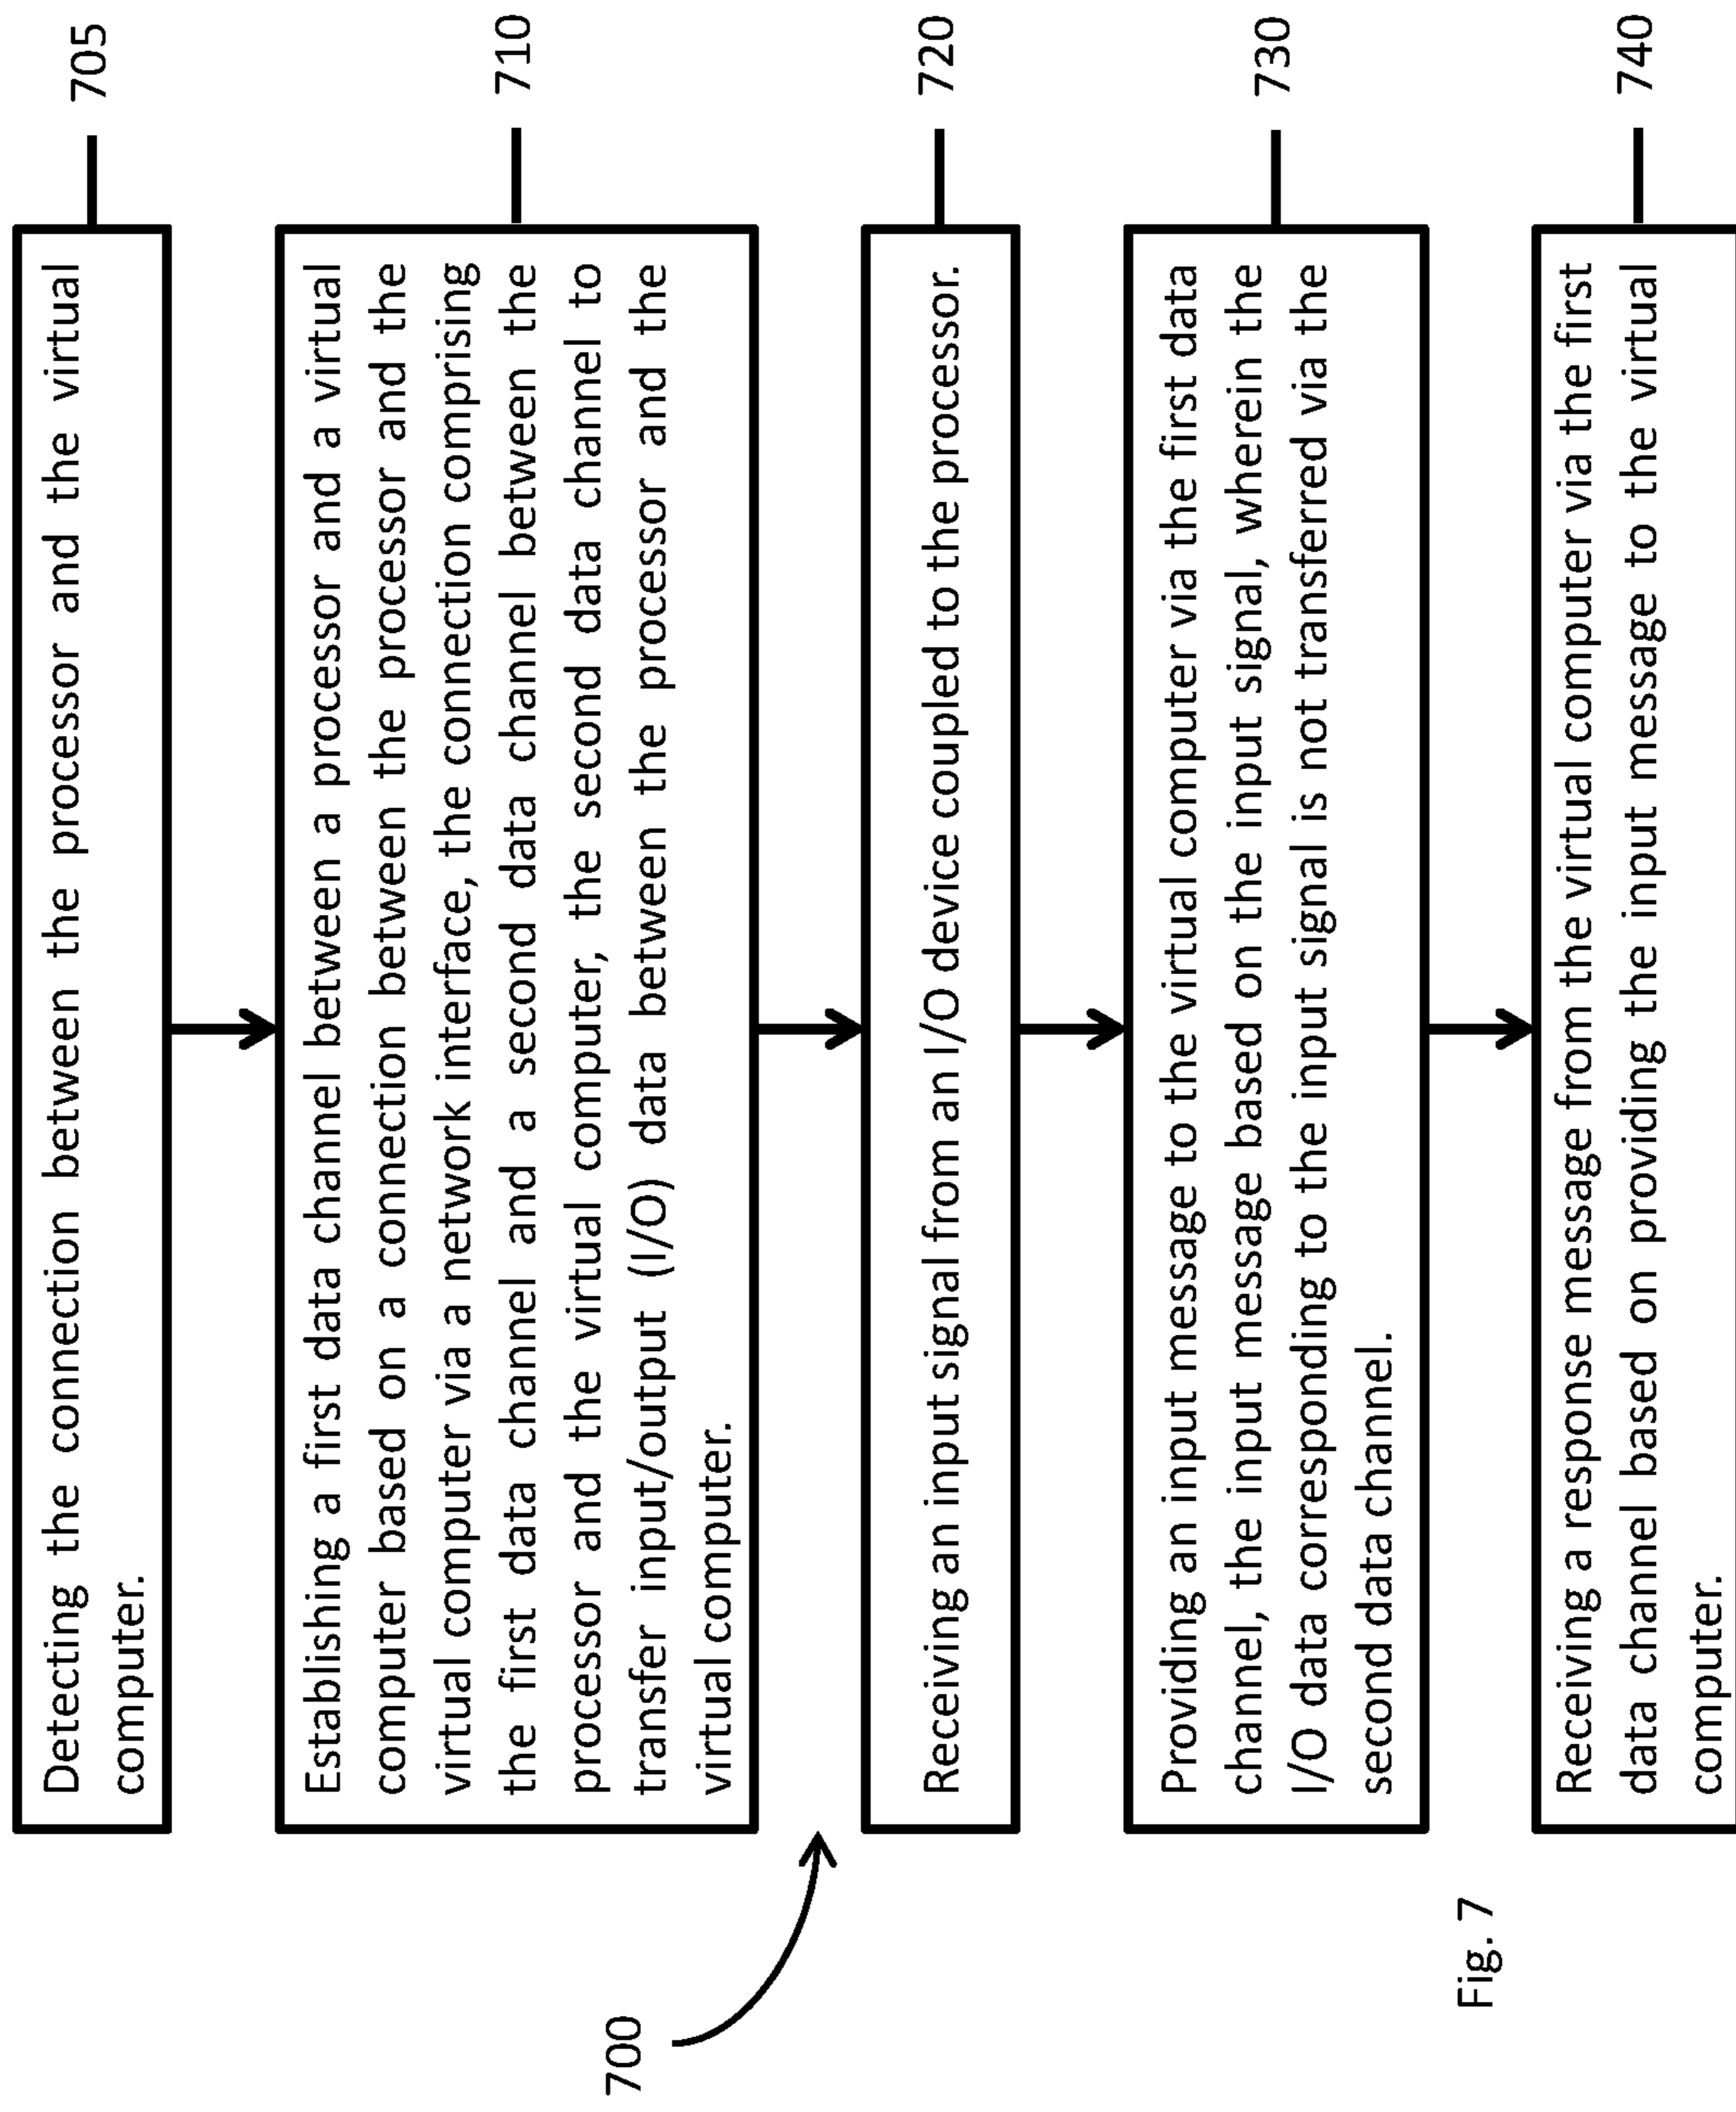 Detecting the connection between the processor and the virtual
computer.
705
Establishing a first data channel between a processor and a virtual
computer based on a connection between the processor and the
virtual computer via a network interface, the connection comprising
the first data channel and a second data channel between the
processor and the virtual computer, the second data channel to
transfer input/output (I/O) data between the processor and the
virtual computer.
710
700
Receiving an input signal from an I/O device coupled to the processor.
720
Providing an input message to the virtual computer via the first data
channel, the input message based on the input signal, wherein the
I/O data corresponding to the input signal is not transferred via the
second data channel.
730
Receiving a response message from the virtual computer via the first
data channel based on providing the input message to the virtual
computer.
740
Fig. 7